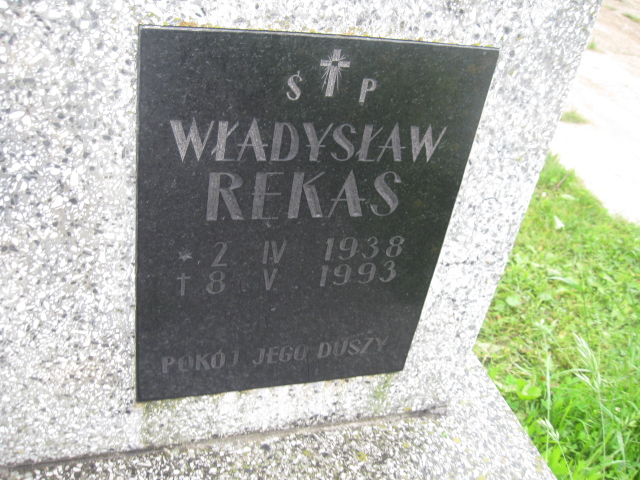 Ś P
WŁADYSŁAW
RĘKAS
* 2 IV 1938
† 8 V 1993
POKÓJ JEGO DUSZY